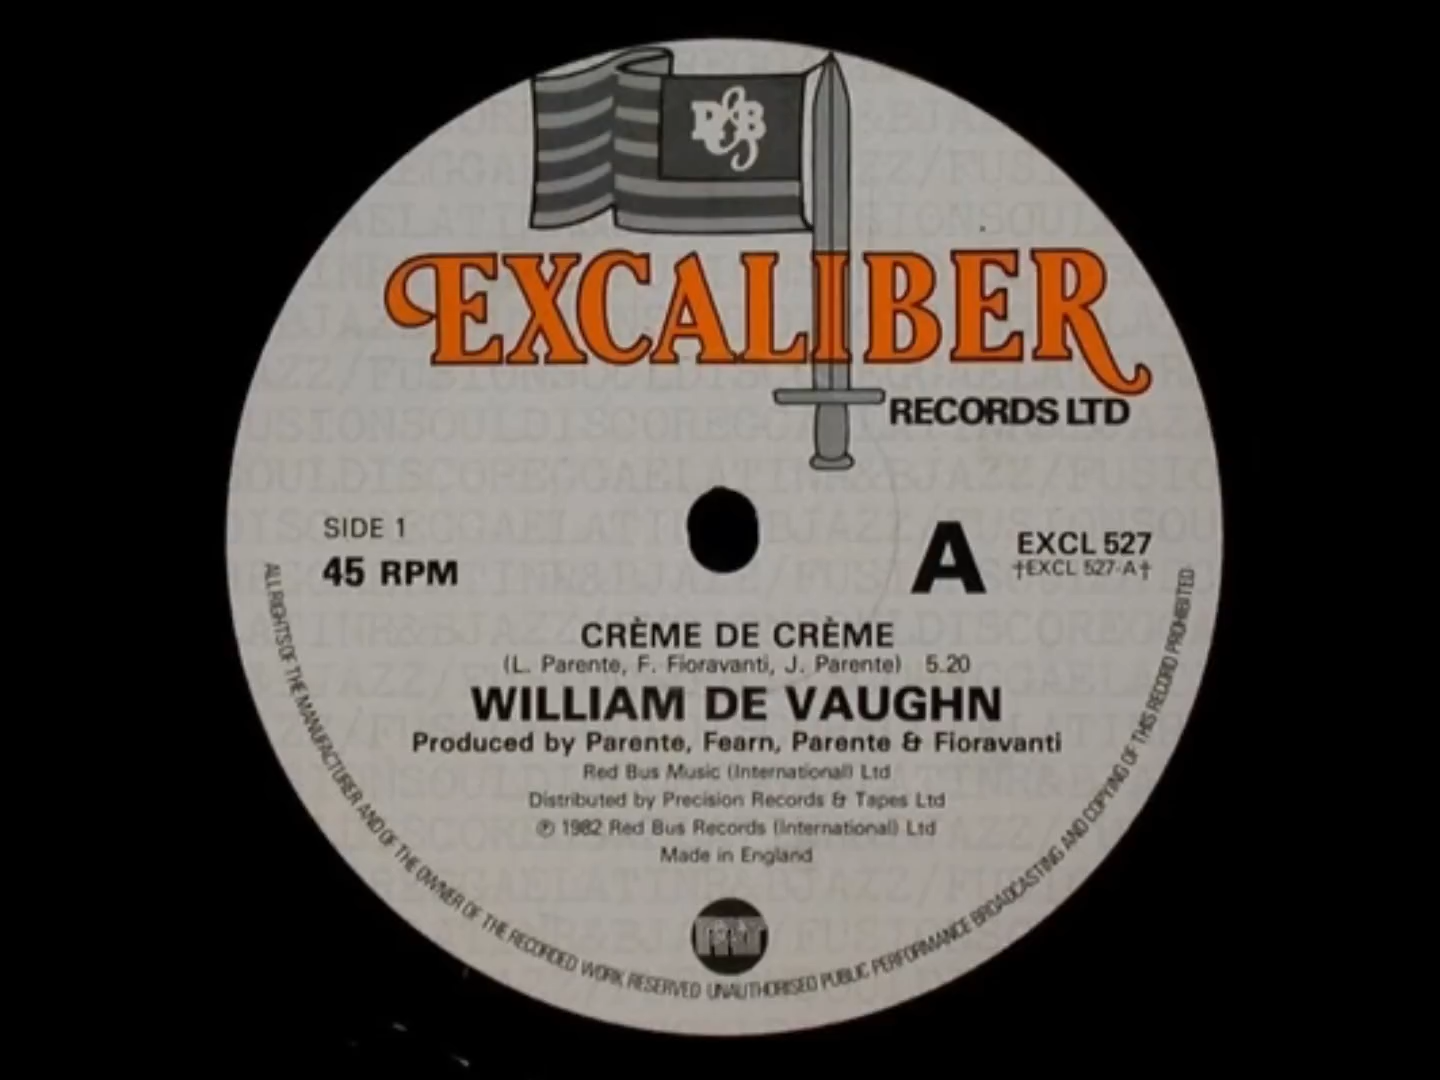 R&B
EXCALIBER
RECORDS LTD
SIDE 1
45 RPM
A
EXCL 527
†EXCL 527-A†
CRÈME DE CRÈME
(L. Parente, F. Fioravanti, J. Parente) 5.20
WILLIAM DE VAUGHN
Produced by Parente, Fearn, Parente & Fioravanti
Red Bus Music (International) Ltd
Distributed by Precision Records & Tapes Ltd
℗ 1982 Red Bus Records (International) Ltd
Made in England
ALL RIGHTS OF THE MANUFACTURER AND OF THE OWNER OF THE RECORDED WORK RESERVED UNAUTHORISED PUBLIC PERFORMANCE BROADCASTING AND COPYING OF THIS RECORD PROHIBITED